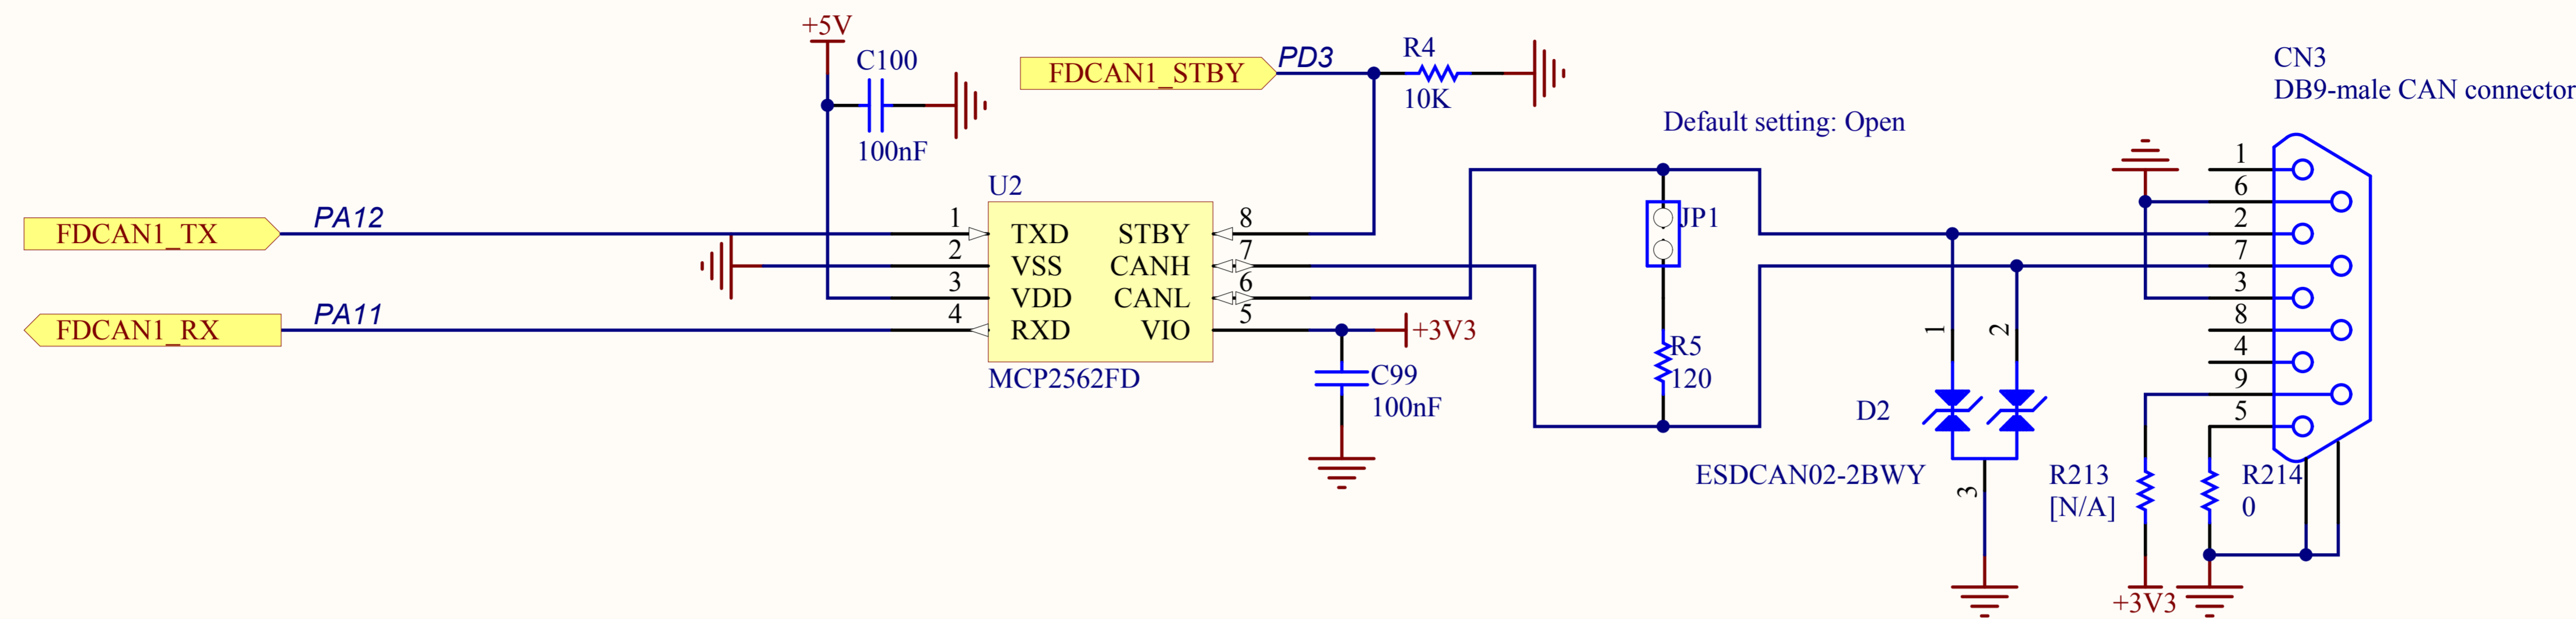 +5V
C100
100nF
FDCAN1_STBY
PD3
R4
10K
CN3
DB9-male CAN connector
Default setting: Open
FDCAN1_TX
PA12
FDCAN1_RX
PA11
U2
1
2
3
4
TXD
VSS
VDD
RXD
STBY
CANH
CANL
VIO
8
7
6
5
MCP2562FD
+3V3
C99
100nF
JP1
R5
120
1
2
D2
ESDCAN02-2BWY
3
1
6
2
7
3
8
4
9
5
R213
[N/A]
+3V3
R214
0